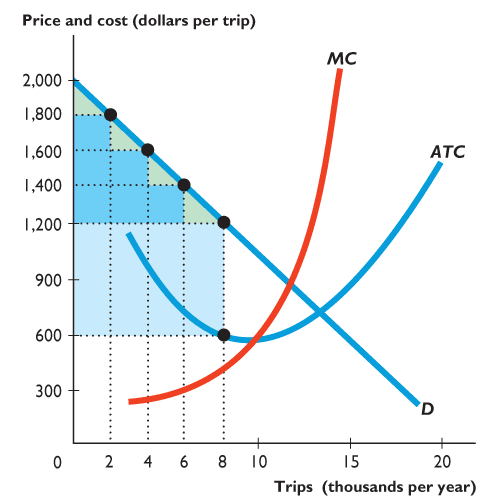 Price and cost (dollars per trip)
MC
2,000
1,800
1,600
ATC
1,400
1,200
900
600
300
D
0 2 4 6 8 10 15 20
Trips (thousands per year)